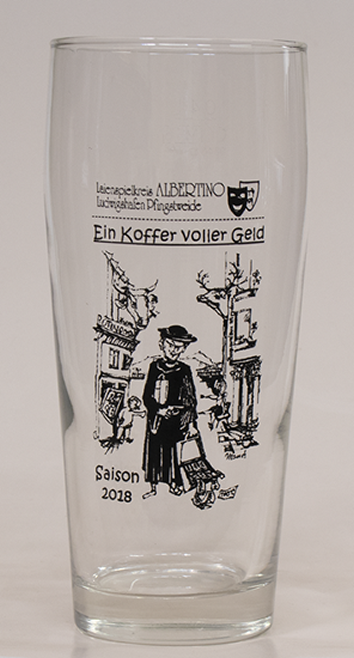 Laienspielkreis ALBERTINO
Ludwigshafen Pfingstweide
Ein Koffer voller Geld
Saison
2018